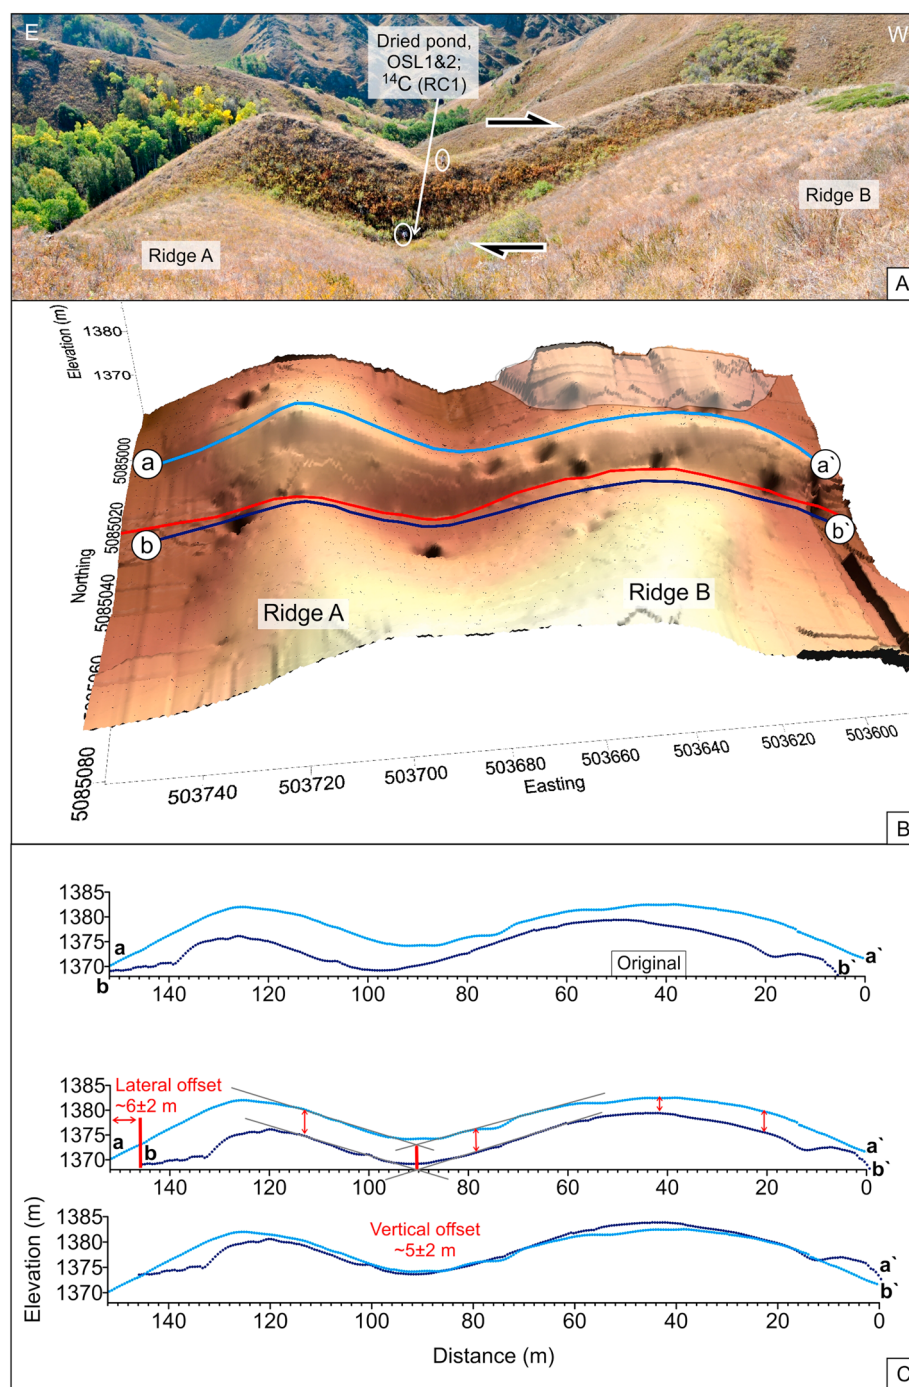 E
W
Dried pond,
OSL1&2;
14C (RC1)
Ridge B
Ridge A
A
Elevation (m)
1380
1370
5085000
5085020
5085040
5085060
5085080
Northing
a
a`
b
b`
Ridge A
Ridge B
503740
503720
503700
503680
503660
503640
503620
503600
Easting
B
1385
1380
1375
1370
a
a`
b
b`
Original
140 120 100 80 60 40 20 0
1385
1380
1375
1370
Lateral offset
~6±2 m
a
b
a`
b`
140 120 100 80 60 40 20 0
1385
1380
1375
1370
Vertical offset
~5±2 m
a`
b`
140 120 100 80 60 40 20 0
Elevation (m)
Distance (m)
C